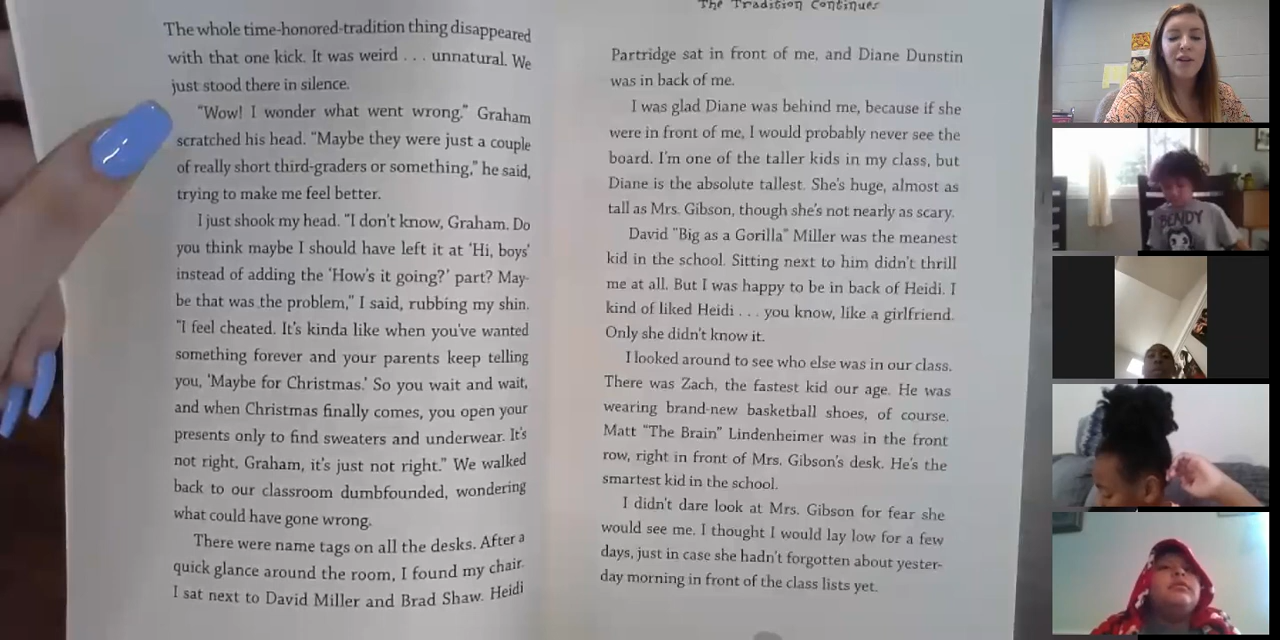 The whole time-honored-tradition thing disappeared
with that one kick. It was weird . . . unnatural. We
just stood there in silence.
"Wow! I wonder what went wrong." Graham
scratched his head. "Maybe they were just a couple
of really short third-graders or something," he said,
trying to make me feel better.
I just shook my head. "I don't know, Graham. Do
you think maybe I should have left it at 'Hi, boys'
instead of adding the 'How's it going?' part? May-
be that was the problem," I said, rubbing my shin.
"I feel cheated. It's kinda like when you've wanted
something forever and your parents keep telling
you, 'Maybe for Christmas.' So you wait and wait,
and when Christmas finally comes, you open your
presents only to find sweaters and underwear. It's
not right, Graham, it's just not right." We walked
back to our classroom dumbfounded, wondering
what could have gone wrong.
There were name tags on all the desks. After a
quick glance around the room, I found my chair.
I sat next to David Miller and Brad Shaw. Heidi
The Tradition Continues
Partridge sat in front of me, and Diane Dunstin
was in back of me.
I was glad Diane was behind me, because if she
were in front of me, I would probably never see the
board. I'm one of the taller kids in my class, but
Diane is the absolute tallest. She's huge, almost as
tall as Mrs. Gibson, though she's not nearly as scary.
David "Big as a Gorilla" Miller was the meanest
kid in the school. Sitting next to him didn't thrill
me at all. But I was happy to be in back of Heidi. I
kind of liked Heidi . . . you know, like a girlfriend.
Only she didn't know it.
I looked around to see who else was in our class.
There was Zach, the fastest kid our age. He was
wearing brand-new basketball shoes, of course.
Matt "The Brain" Lindenheimer was in the front
row, right in front of Mrs. Gibson's desk. He's the
smartest kid in the school.
I didn't dare look at Mrs. Gibson for fear she
would see me. I thought I would lay low for a few
days, just in case she hadn't forgotten about yester-
day morning in front of the class lists yet.
BENDY